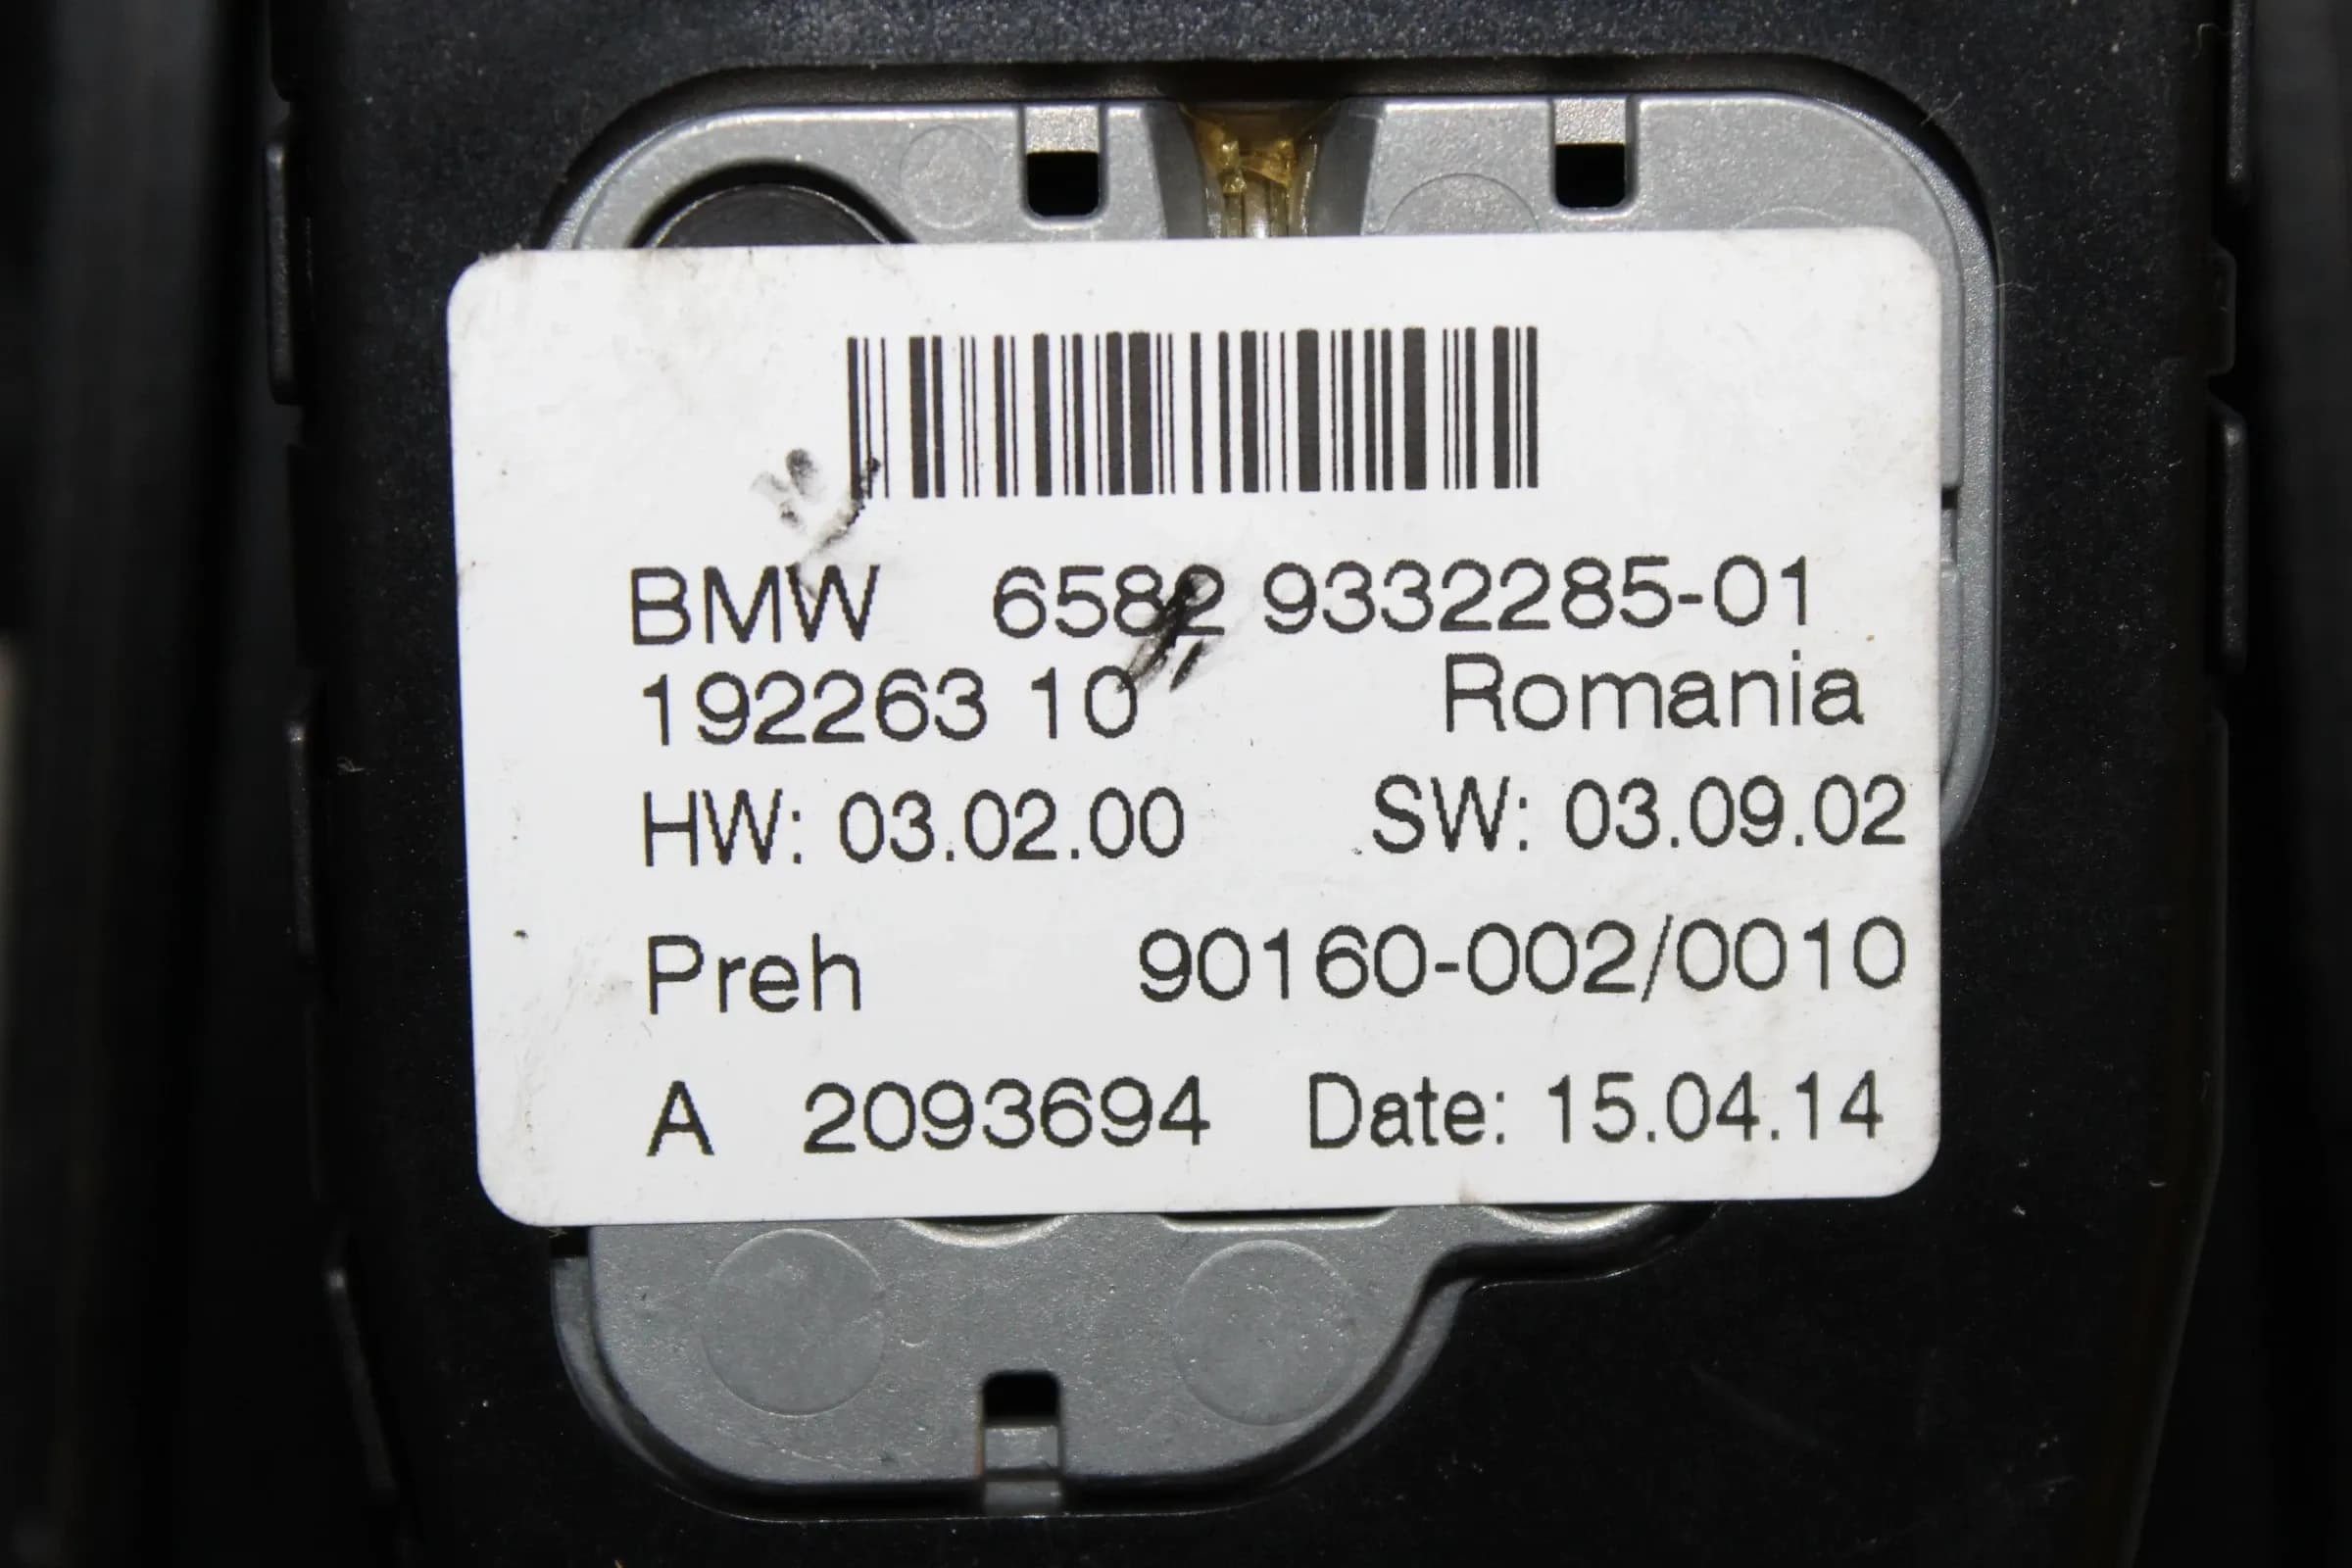 BMW 6582 9332285-01
192263 10 Romania
HW: 03.02.00 SW: 03.09.02
Preh 90160-002/0010
A 2093694 Date: 15.04.14